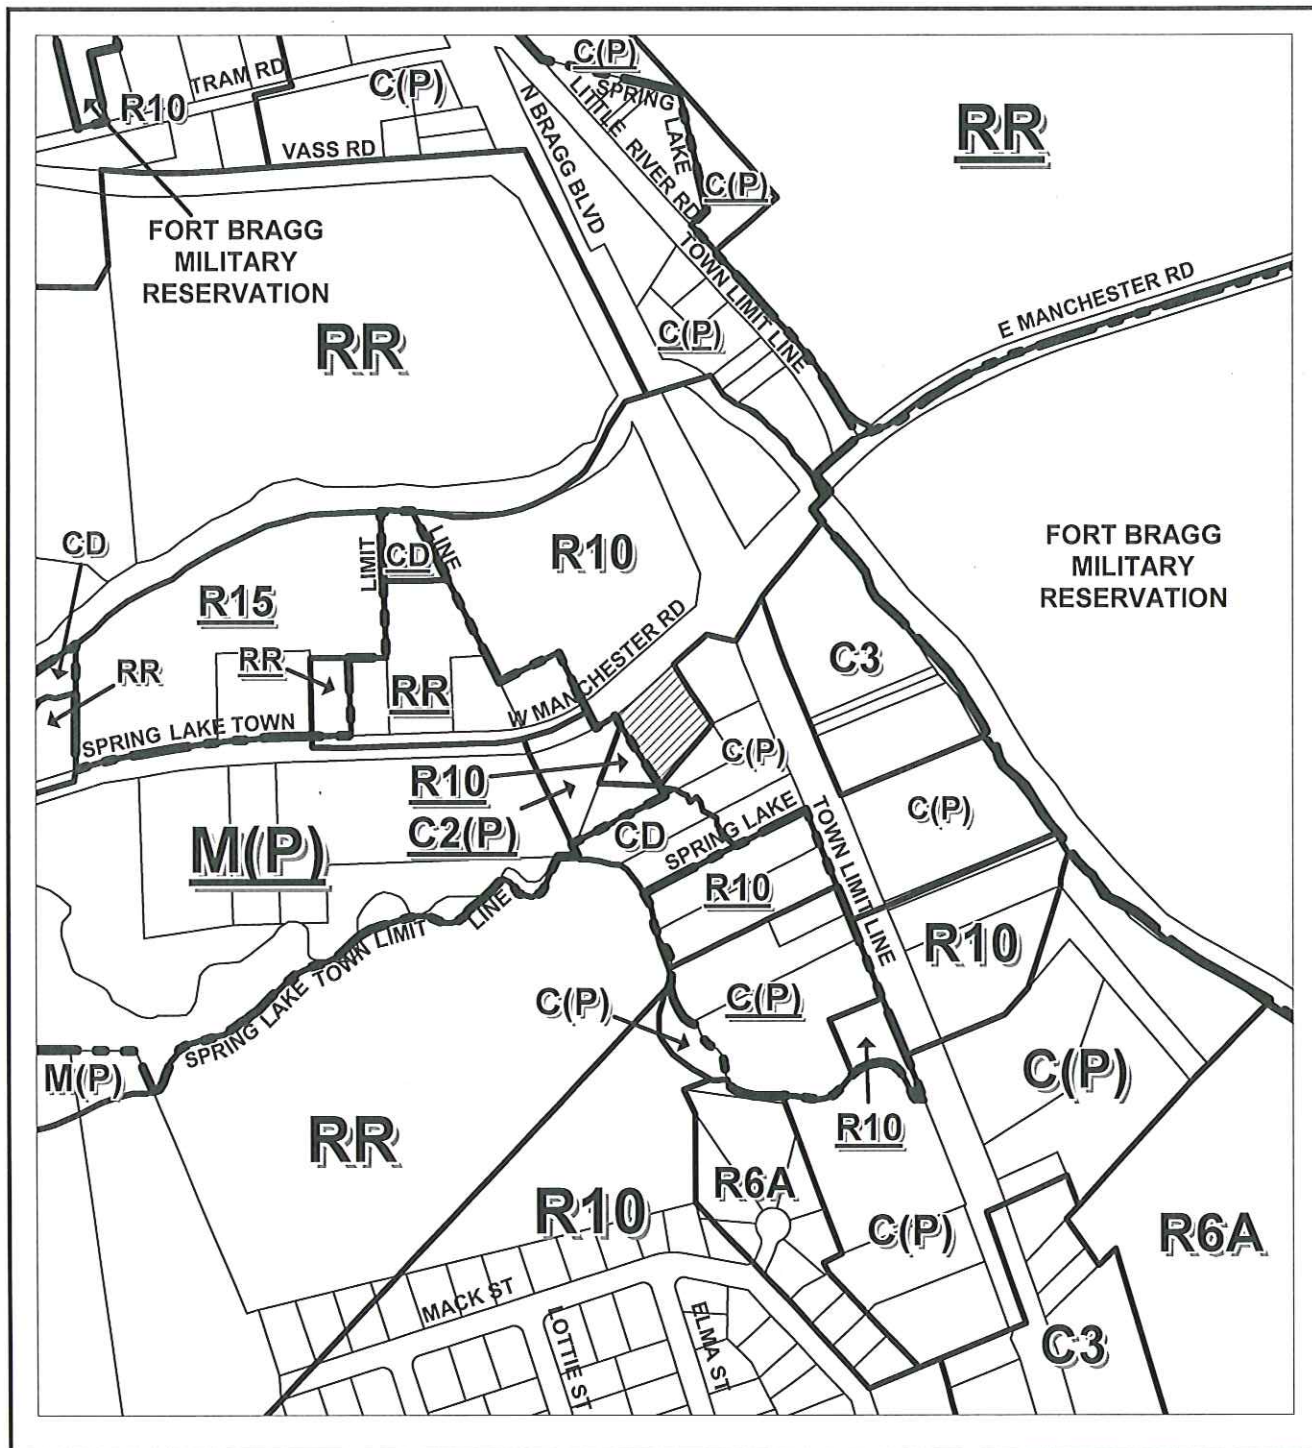 C(P)
TRAM RD
C(P)
SPRING LAKE
R10
N BRAGG BLVD
LITTLE RIVER RD
RR
VASS RD
C(P)
FORT BRAGG
MILITARY
RESERVATION
TOWN LIMIT LINE
E MANCHESTER RD
RR
C(P)
CD
LIMIT
CD
LINE
R10
FORT BRAGG
MILITARY
RESERVATION
R15
RR
RR
RR
W MANCHESTER RD
C3
SPRING LAKE TOWN
R10
C(P)
C2(P)
CD
SPRING LAKE
TOWN LIMIT LINE
C(P)
M(P)
R10
LINE
SPRING LAKE TOWN LIMIT
R10
C(P)
C(P)
M(P)
C(P)
RR
R10
R6A
R10
C(P)
R6A
MACK ST
LOTTIE ST
ELMA ST
C3